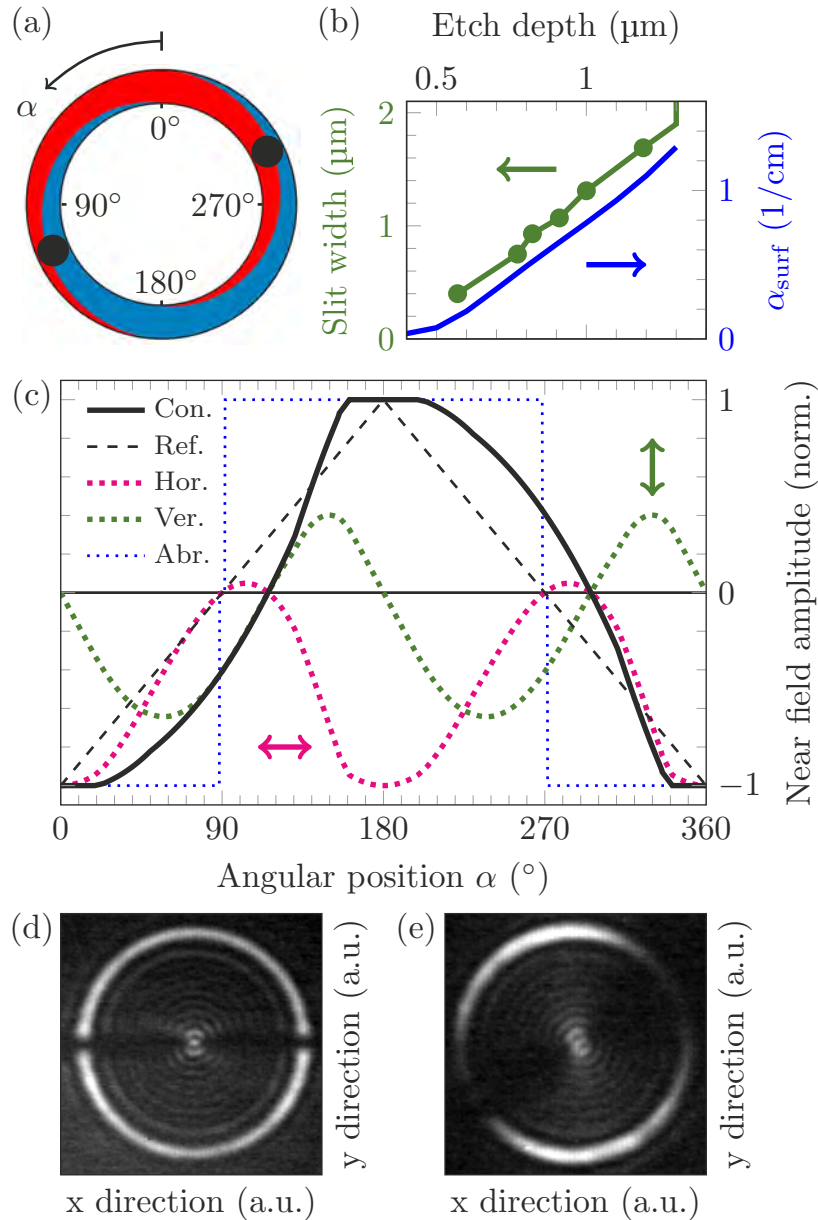 (a)
α
0°
90°
270°
180°
(b)
Etch depth (µm)
0.5 1
Slit width (µm)
2
1
0
α_surf (1/cm)
1
0
(c)
Con.
Ref.
Hor.
Ver.
Abr.
1
0
−1
Near field amplitude (norm.)
0 90 180 270 360
Angular position α (°)
(d)
y direction (a.u.)
x direction (a.u.)
(e)
y direction (a.u.)
x direction (a.u.)